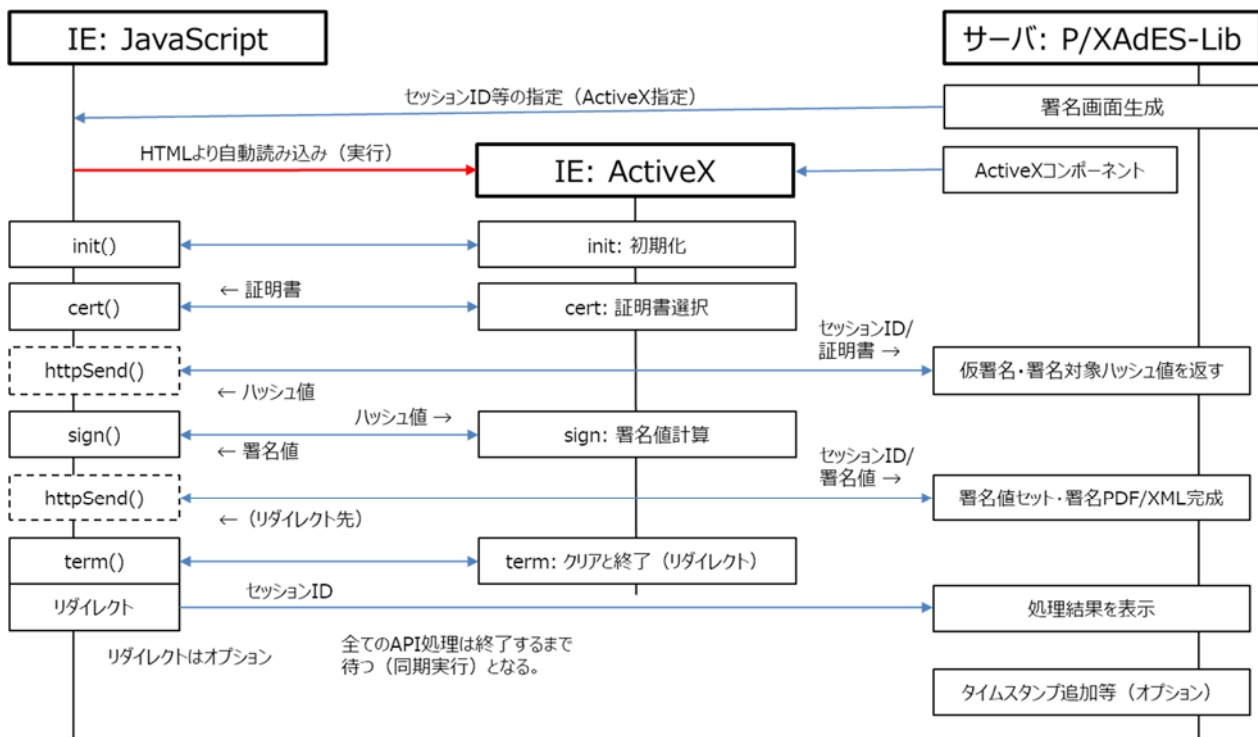 IE: JavaScript
サーバ: P/XAdES-Lib
セッションID等の指定（ActiveX指定）
署名画面生成
HTMLより自動読み込み（実行）
IE: ActiveX
ActiveXコンポーネント
init()
init: 初期化
← 証明書
cert()
cert: 証明書選択
セッションID/
証明書 →
httpSend()
仮署名・署名対象ハッシュ値を返す
← ハッシュ値
ハッシュ値 →
sign()
sign: 署名値計算
← 署名値
セッションID/
署名値 →
httpSend()
署名値セット・署名PDF/XML完成
←（リダイレクト先）
term()
term: クリアと終了（リダイレクト）
セッションID
リダイレクト
処理結果を表示
リダイレクトはオプション
全てのAPI処理は終了するまで
待つ（同期実行）となる。
タイムスタンプ追加等（オプション）